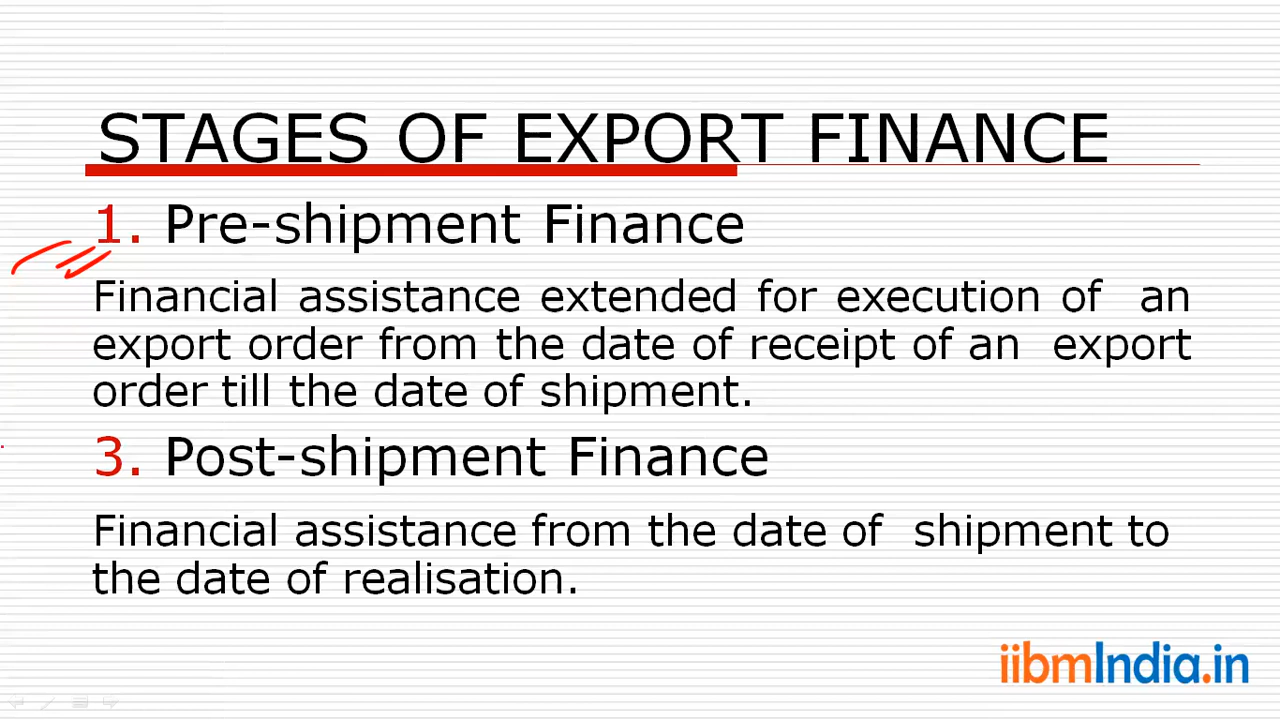 STAGES OF EXPORT FINANCE
1. Pre-shipment Finance
Financial assistance extended for execution of an
export order from the date of receipt of an export
order till the date of shipment.
3. Post-shipment Finance
Financial assistance from the date of shipment to
the date of realisation.
iibmIndia.in